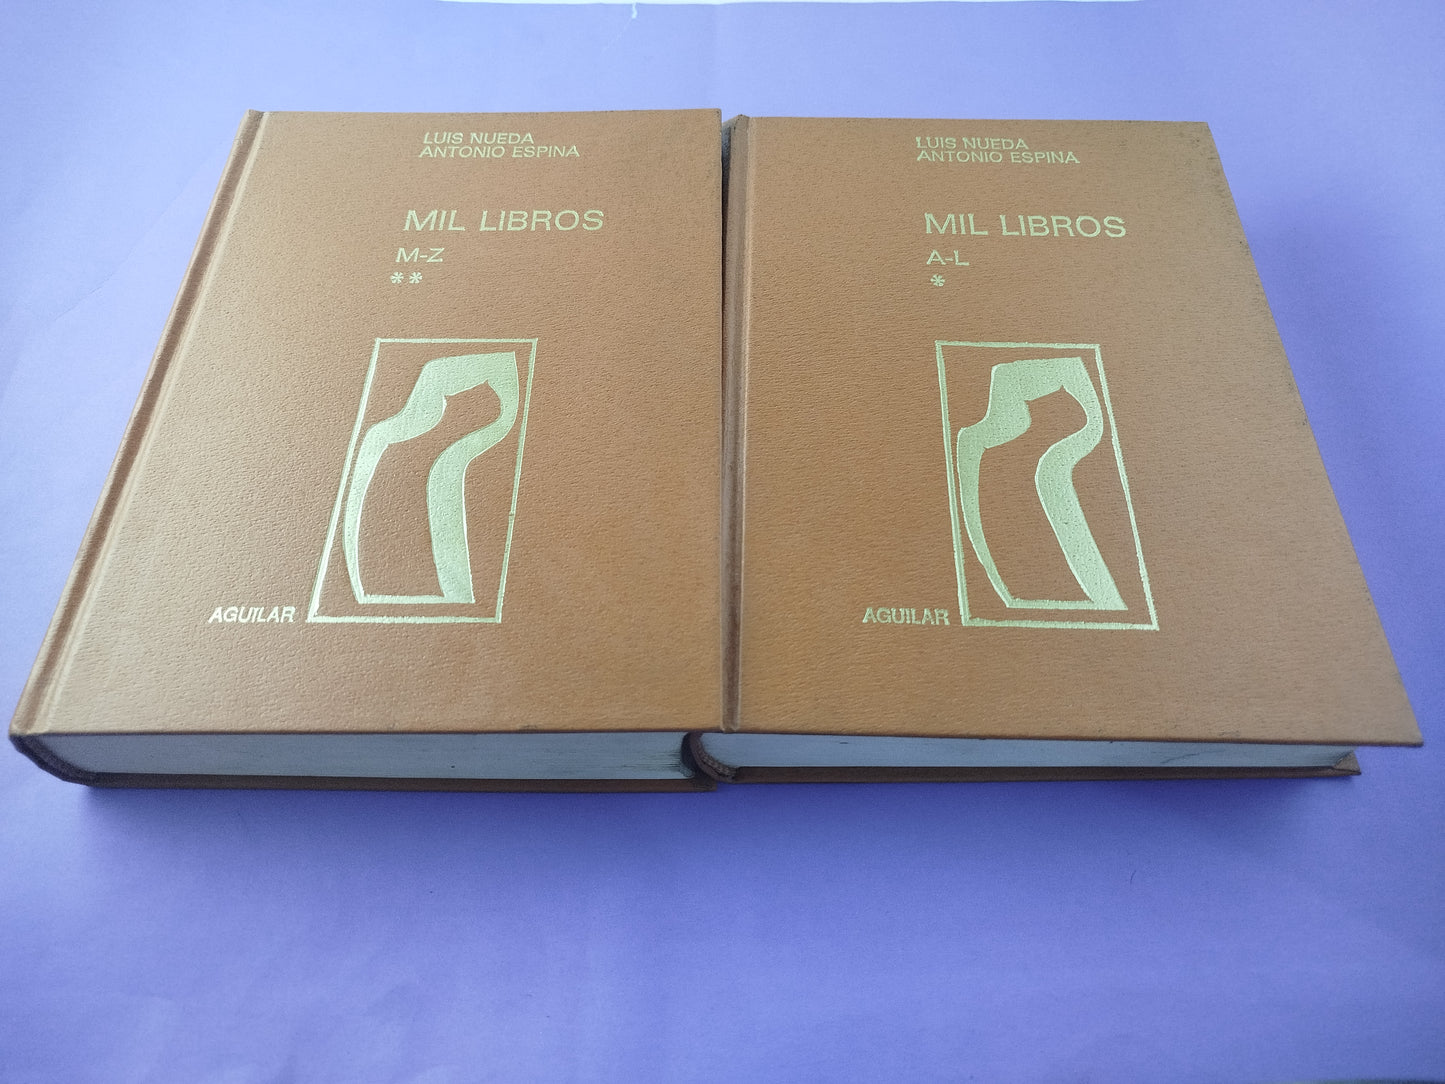 LUIS NUEDA
ANTONIO ESPINA
MIL LIBROS
M-Z
**
AGUILAR
LUIS NUEDA
ANTONIO ESPINA
MIL LIBROS
A-L
*
AGUILAR